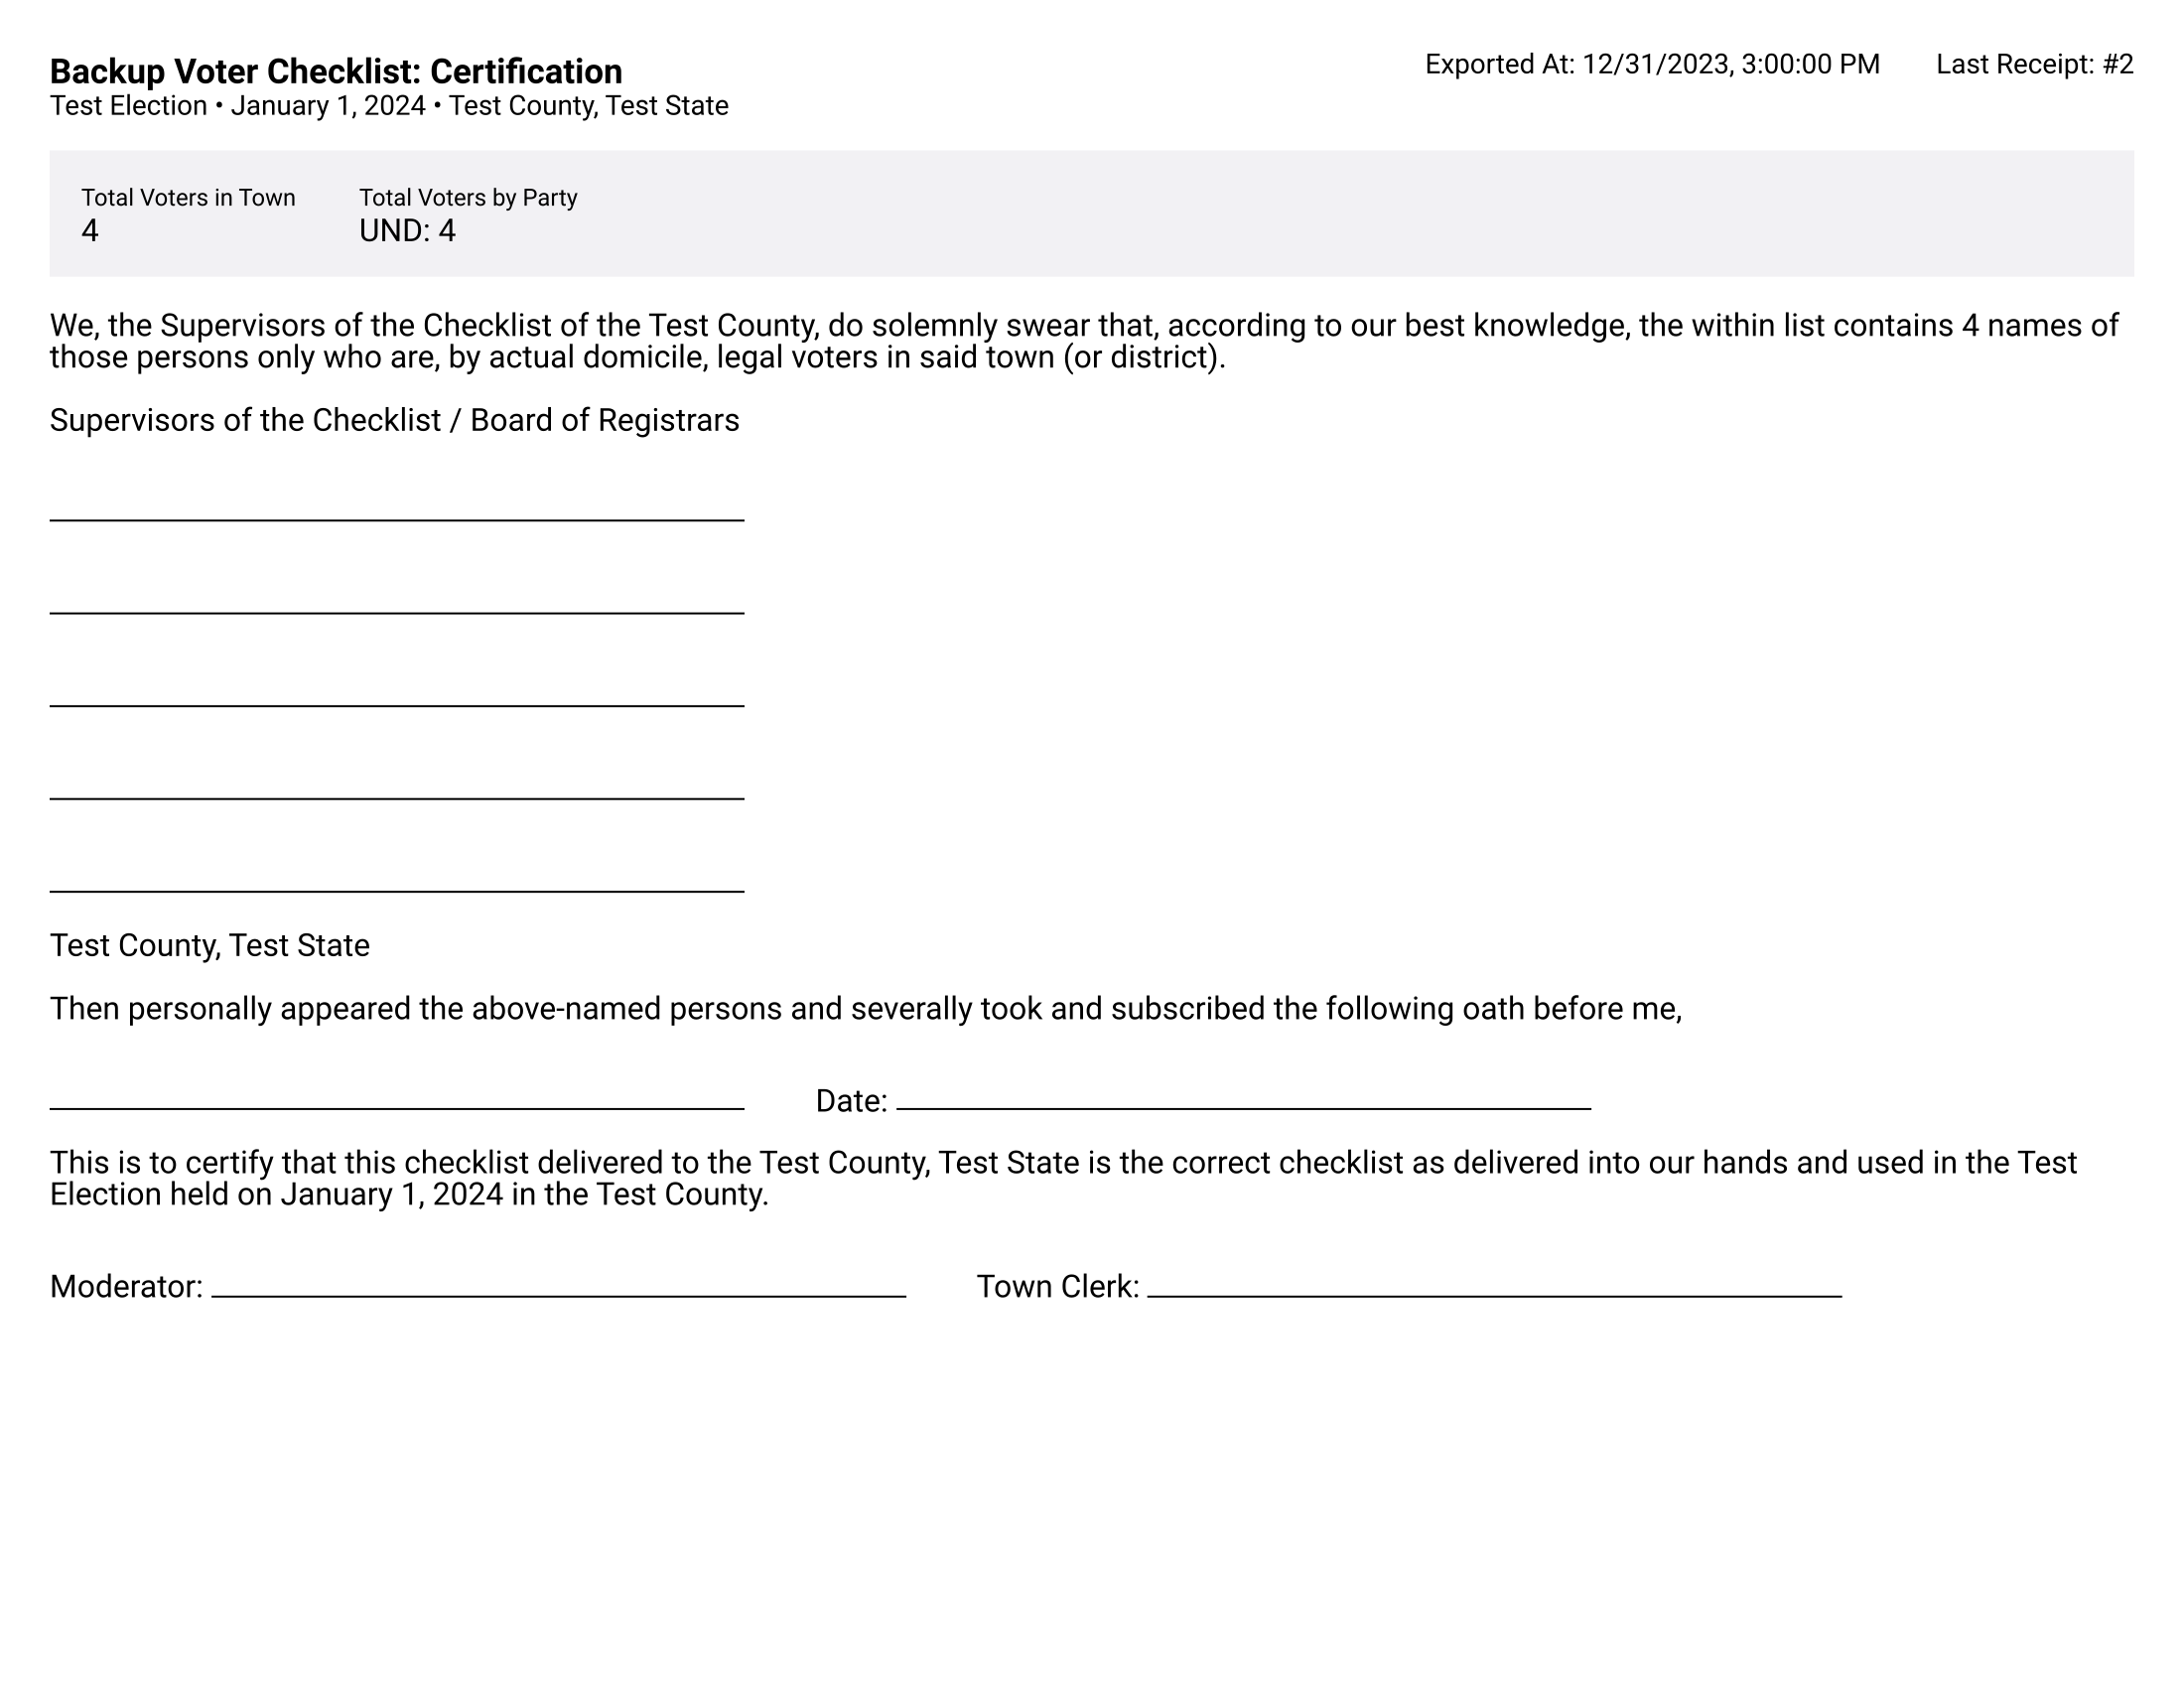 Backup Voter Checklist: Certification
Exported At: 12/31/2023, 3:00:00 PM Last Receipt: #2
Test Election • January 1, 2024 • Test County, Test State
Total Voters in Town Total Voters by Party
4 UND: 4
We, the Supervisors of the Checklist of the Test County, do solemnly swear that, according to our best knowledge, the within list contains 4 names of
those persons only who are, by actual domicile, legal voters in said town (or district).
Supervisors of the Checklist / Board of Registrars
Test County, Test State
Then personally appeared the above-named persons and severally took and subscribed the following oath before me,
Date:
This is to certify that this checklist delivered to the Test County, Test State is the correct checklist as delivered into our hands and used in the Test
Election held on January 1, 2024 in the Test County.
Moderator: Town Clerk: